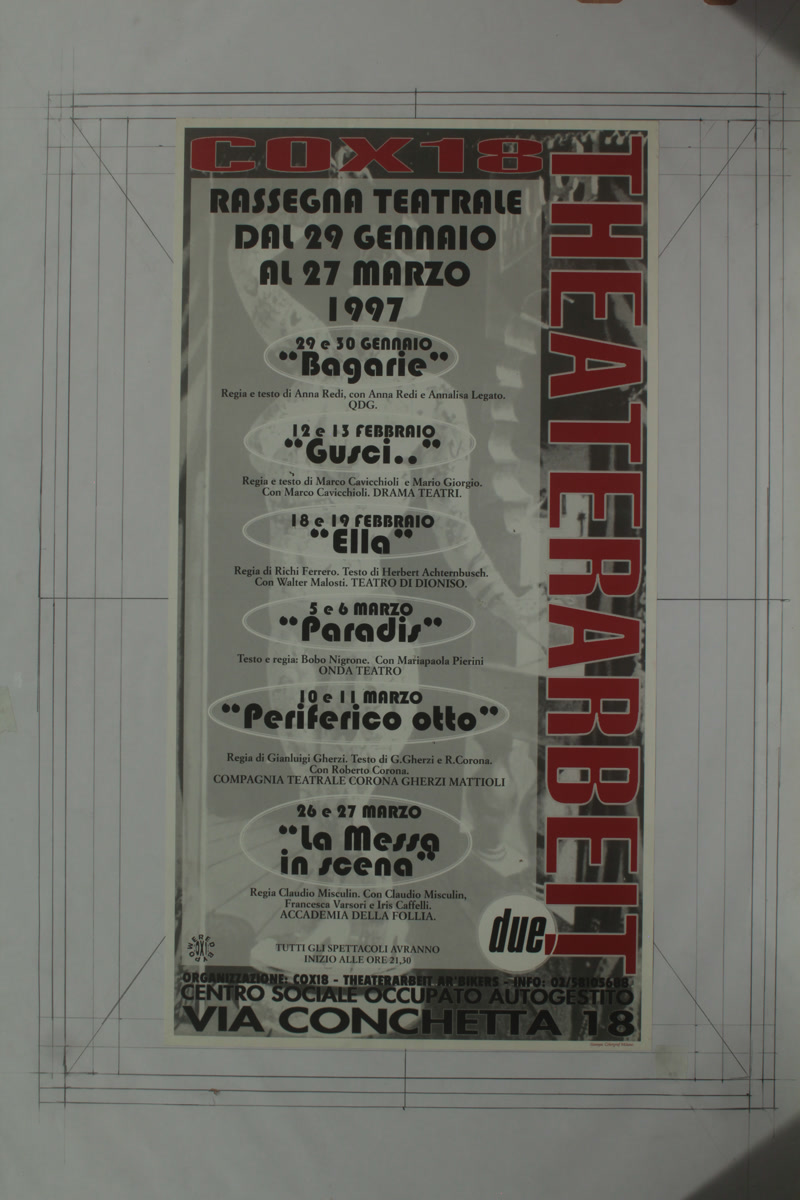 COX18
THEATERARBEIT
RASSEGNA TEATRALE
DAL 29 GENNAIO
AL 27 MARZO
1997
29 e 30 GENNAIO
"Bagarie"
Regia e testo di Anna Redi, con Anna Redi e Annalisa Legato.
QDG.
12 e 13 FEBBRAIO
"Gusci.."
Regia e testo di Marco Cavicchioli e Mario Giorgio.
Con Marco Cavicchioli. DRAMA TEATRI.
18 e 19 FEBBRAIO
"Ella"
Regia di Richi Ferrero. Testo di Herbert Achternbusch.
Con Walter Malosti. TEATRO DI DIONISO.
5 e 6 MARZO
"Paradis"
Testo e regia: Bobo Nigrone. Con Mariapaola Pierini
ONDA TEATRO
10 e 11 MARZO
"Periferico otto"
Regia di Gianluigi Gherzi. Testo di G.Gherzi e R.Corona.
Con Roberto Corona.
COMPAGNIA TEATRALE CORONA GHERZI MATTIOLI
26 e 27 MARZO
"La Messa
in scena"
Regia Claudio Misculin. Con Claudio Misculin,
Francesca Varsori e Iris Caffelli.
ACCADEMIA DELLA FOLLIA.
due.
TUTTI GLI SPETTACOLI AVRANNO
INIZIO ALLE ORE 21,30
ORGANIZZAZIONE: COX18 - THEATERARBEIT AR'BIKERS - INFO: 02/58105688
CENTRO SOCIALE OCCUPATO AUTOGESTITO
VIA CONCHETTA 18